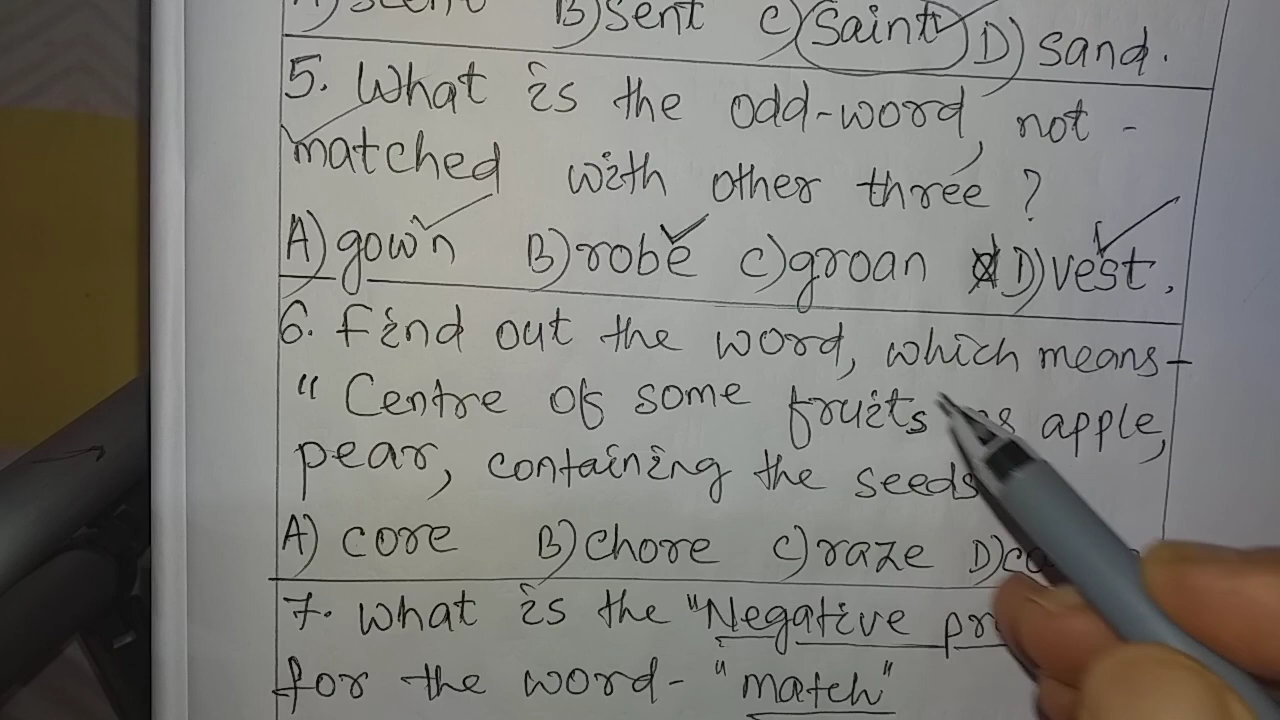 B) sent C) Saint D) sand.
5. What is the odd-word, not -
matched with other three ?
A) gown B) robe C) groan D) vest.
6. Find out the word, which means-
" Centre of some fruits as apple,
pear, containing the seeds
A) core B) chore C) raze D)
7. What is the "Negative
for the word- "match"